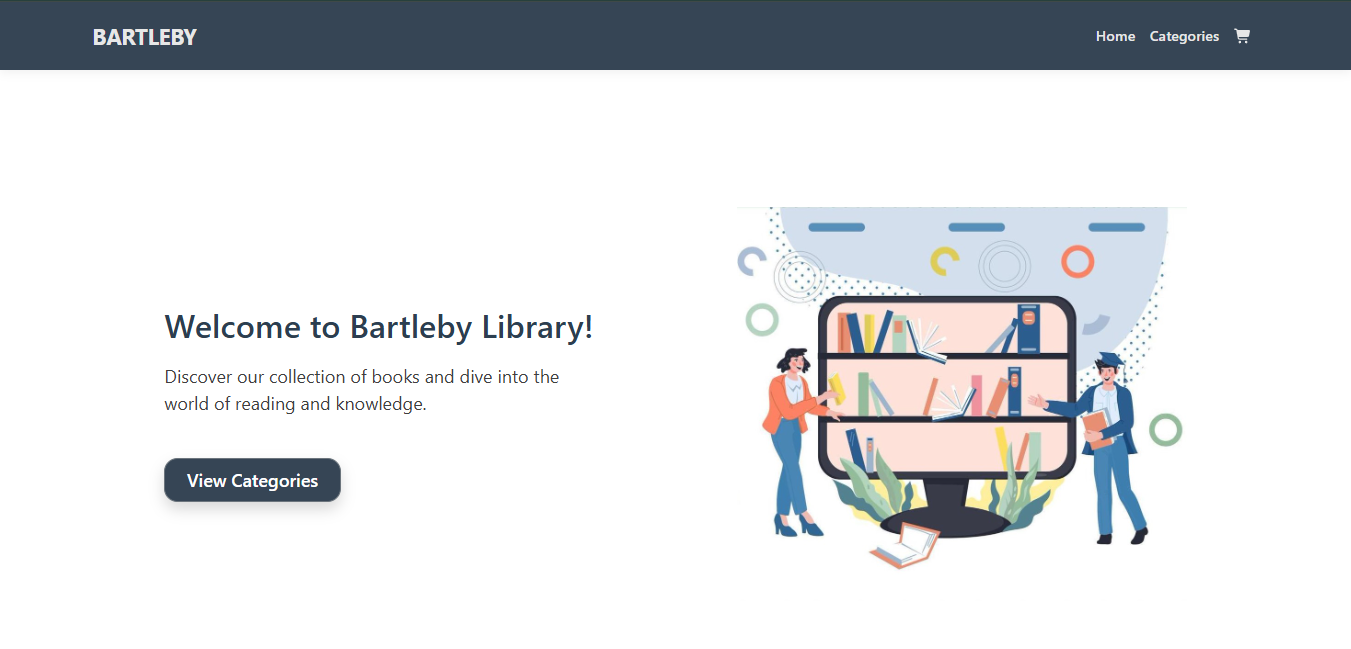 BARTLEBY
Home
Categories
Welcome to Bartleby Library!
Discover our collection of books and dive into the
world of reading and knowledge.
View Categories